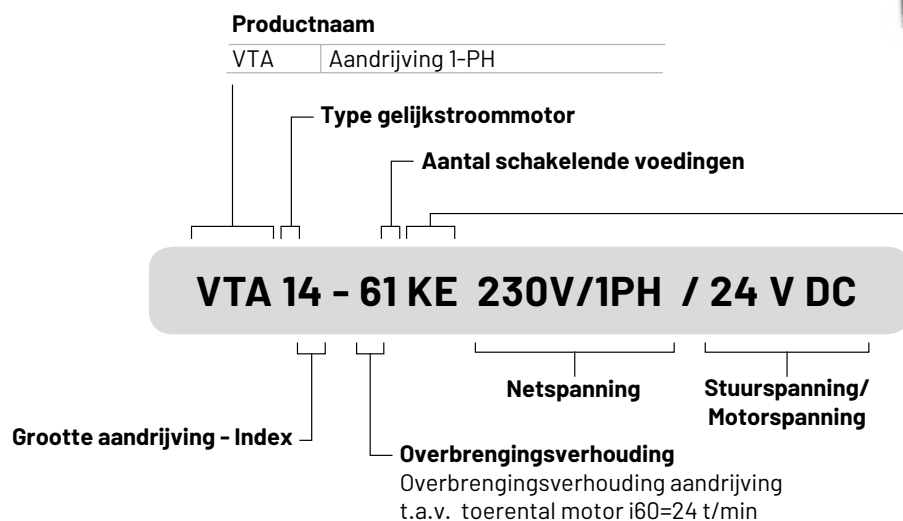 Productnaam
VTA Aandrijving 1-PH
Type gelijkstroommotor
Aantal schakelende voedingen
VTA 14 - 61 KE 230V/1PH / 24 V DC
Netspanning
Stuurspanning/
Motorspanning
Grootte aandrijving - Index
Overbrengingsverhouding
Overbrengingsverhouding aandrijving
t.a.v. toerental motor i60=24 t/min